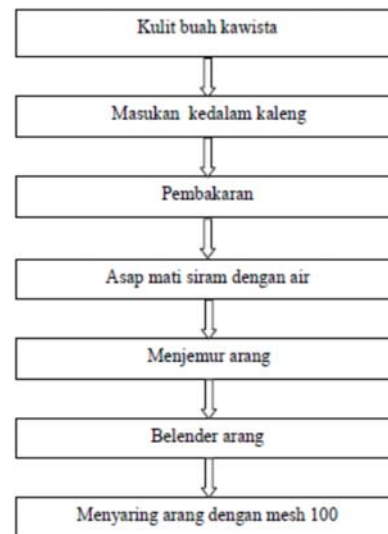 Kulit buah kawista
Masukan kedalam kaleng
Pembakaran
Asap mati siram dengan air
Menjemur arang
Belender arang
Menyaring arang dengan mesh 100